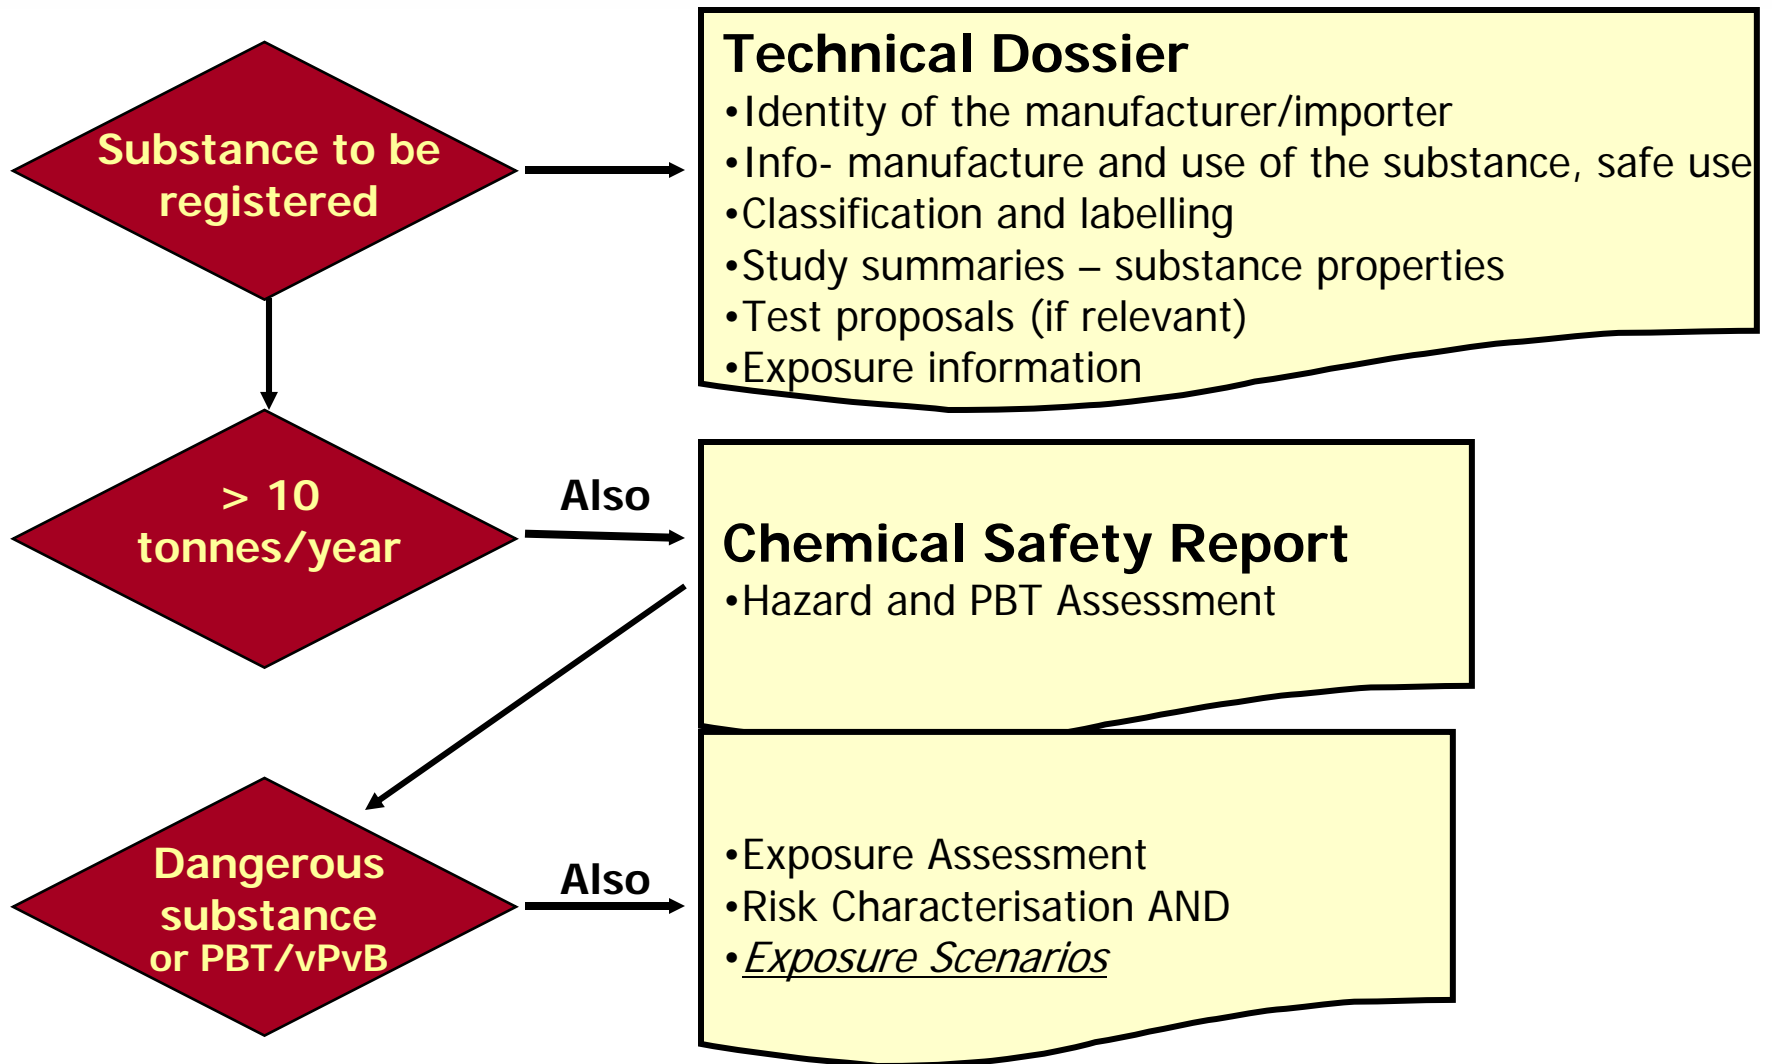 Substance to be
registered
Technical Dossier
•Identity of the manufacturer/importer
•Info- manufacture and use of the substance, safe use
•Classification and labelling
•Study summaries – substance properties
•Test proposals (if relevant)
•Exposure information
> 10
tonnes/year
Also
Chemical Safety Report
•Hazard and PBT Assessment
Dangerous
substance
or PBT/vPvB
Also
•Exposure Assessment
•Risk Characterisation AND
•Exposure Scenarios